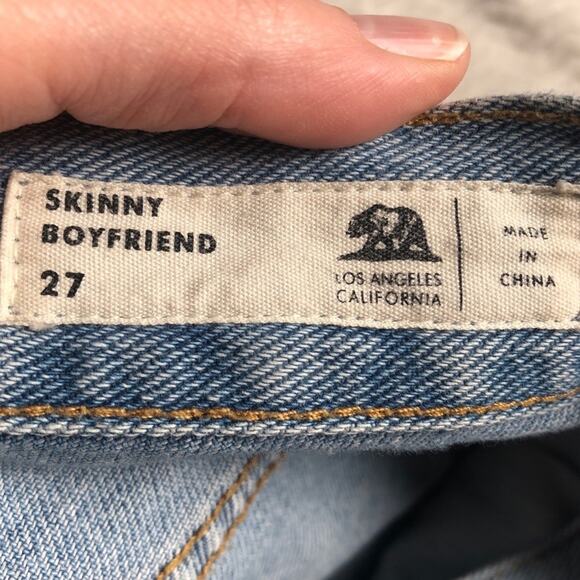 SKINNY
BOYFRIEND
27
LOS ANGELES
CALIFORNIA
MADE
IN
CHINA